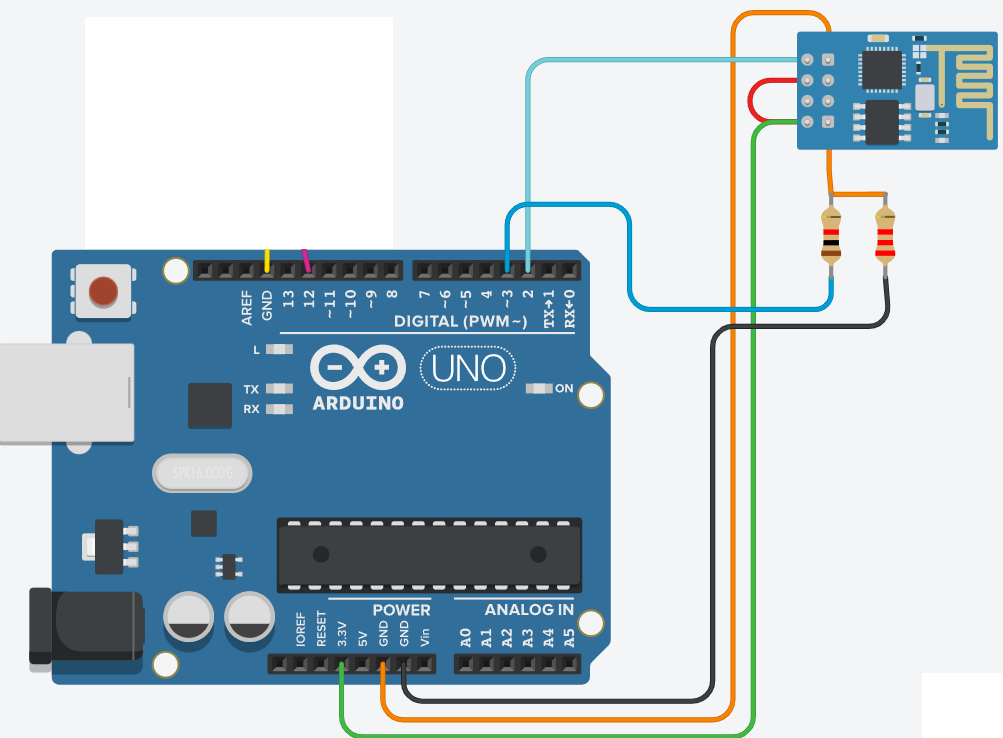 AREF
GND
13
12
~11
~10
~9
8
7
~6
~5
4
~3
2
TX→1
RX←0
DIGITAL (PWM~)
L
TX
RX
UNO
ON
ARDUINO
SPK16.000G
POWER
ANALOG IN
IOREF
RESET
3.3V
5V
GND
GND
Vin
A0
A1
A2
A3
A4
A5